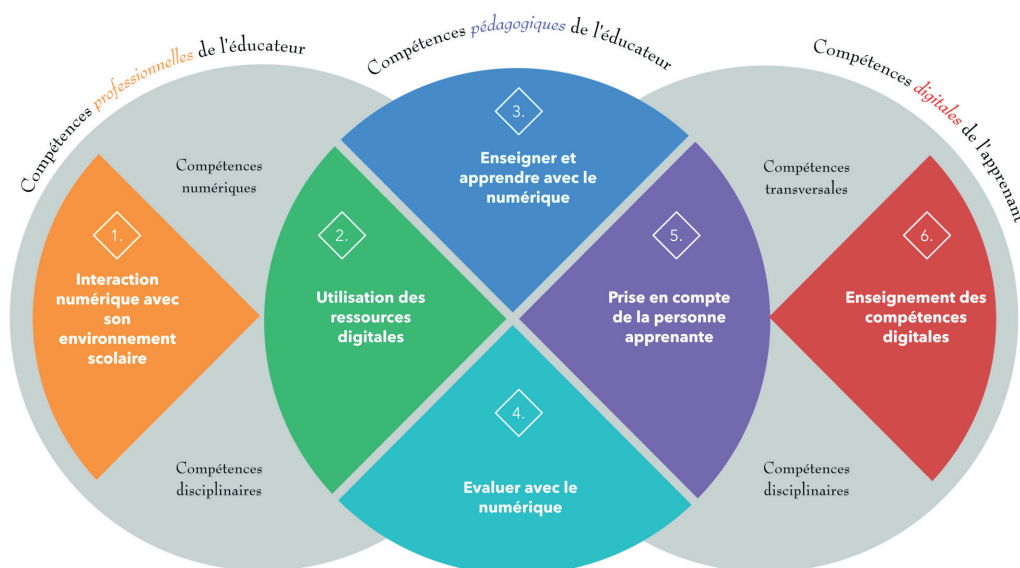 Compétences professionnelles de l'éducateur
Compétences pédagogiques de l'éducateur
Compétences digitales de l'apprenant
Compétences
numériques
Compétences
transversales
1.
Interaction
numérique avec
son
environnement
scolaire
2.
Utilisation des
ressources
digitales
3.
Enseigner et
apprendre avec le
numérique
4.
Evaluer avec le
numérique
5.
Prise en compte
de la personne
apprenante
6.
Enseignement des
compétences
digitales
Compétences
disciplinaires
Compétences
disciplinaires